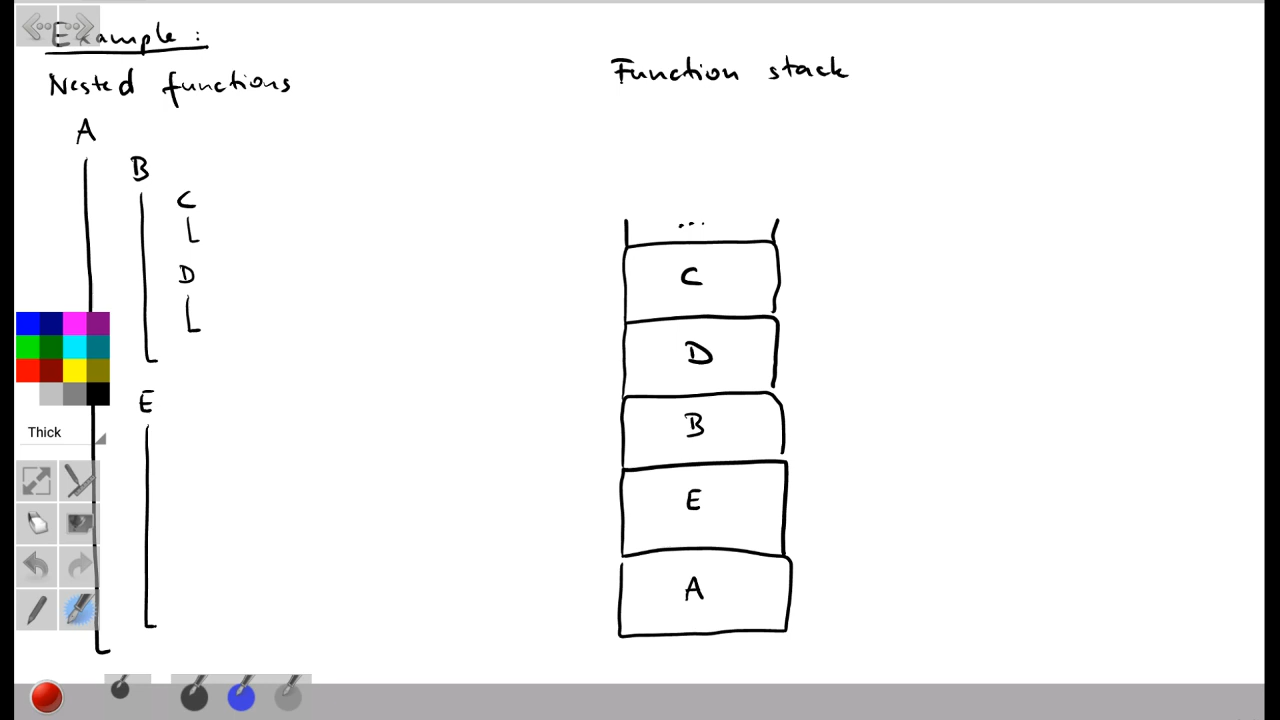 Example :
Nested functions
A
B
C
D
E
Thick
Function stack
...
C
D
B
E
A